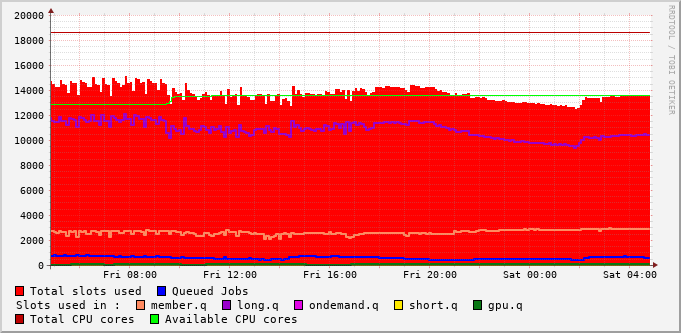 RRDTOOL / TOBI OETIKER
20000
18000
16000
14000
12000
10000
8000
6000
4000
2000
0
Fri 08:00 Fri 12:00 Fri 16:00 Fri 20:00 Sat 00:00 Sat 04:00
Total slots used Queued Jobs
Slots used in : member.q long.q ondemand.q short.q gpu.q
Total CPU cores Available CPU cores